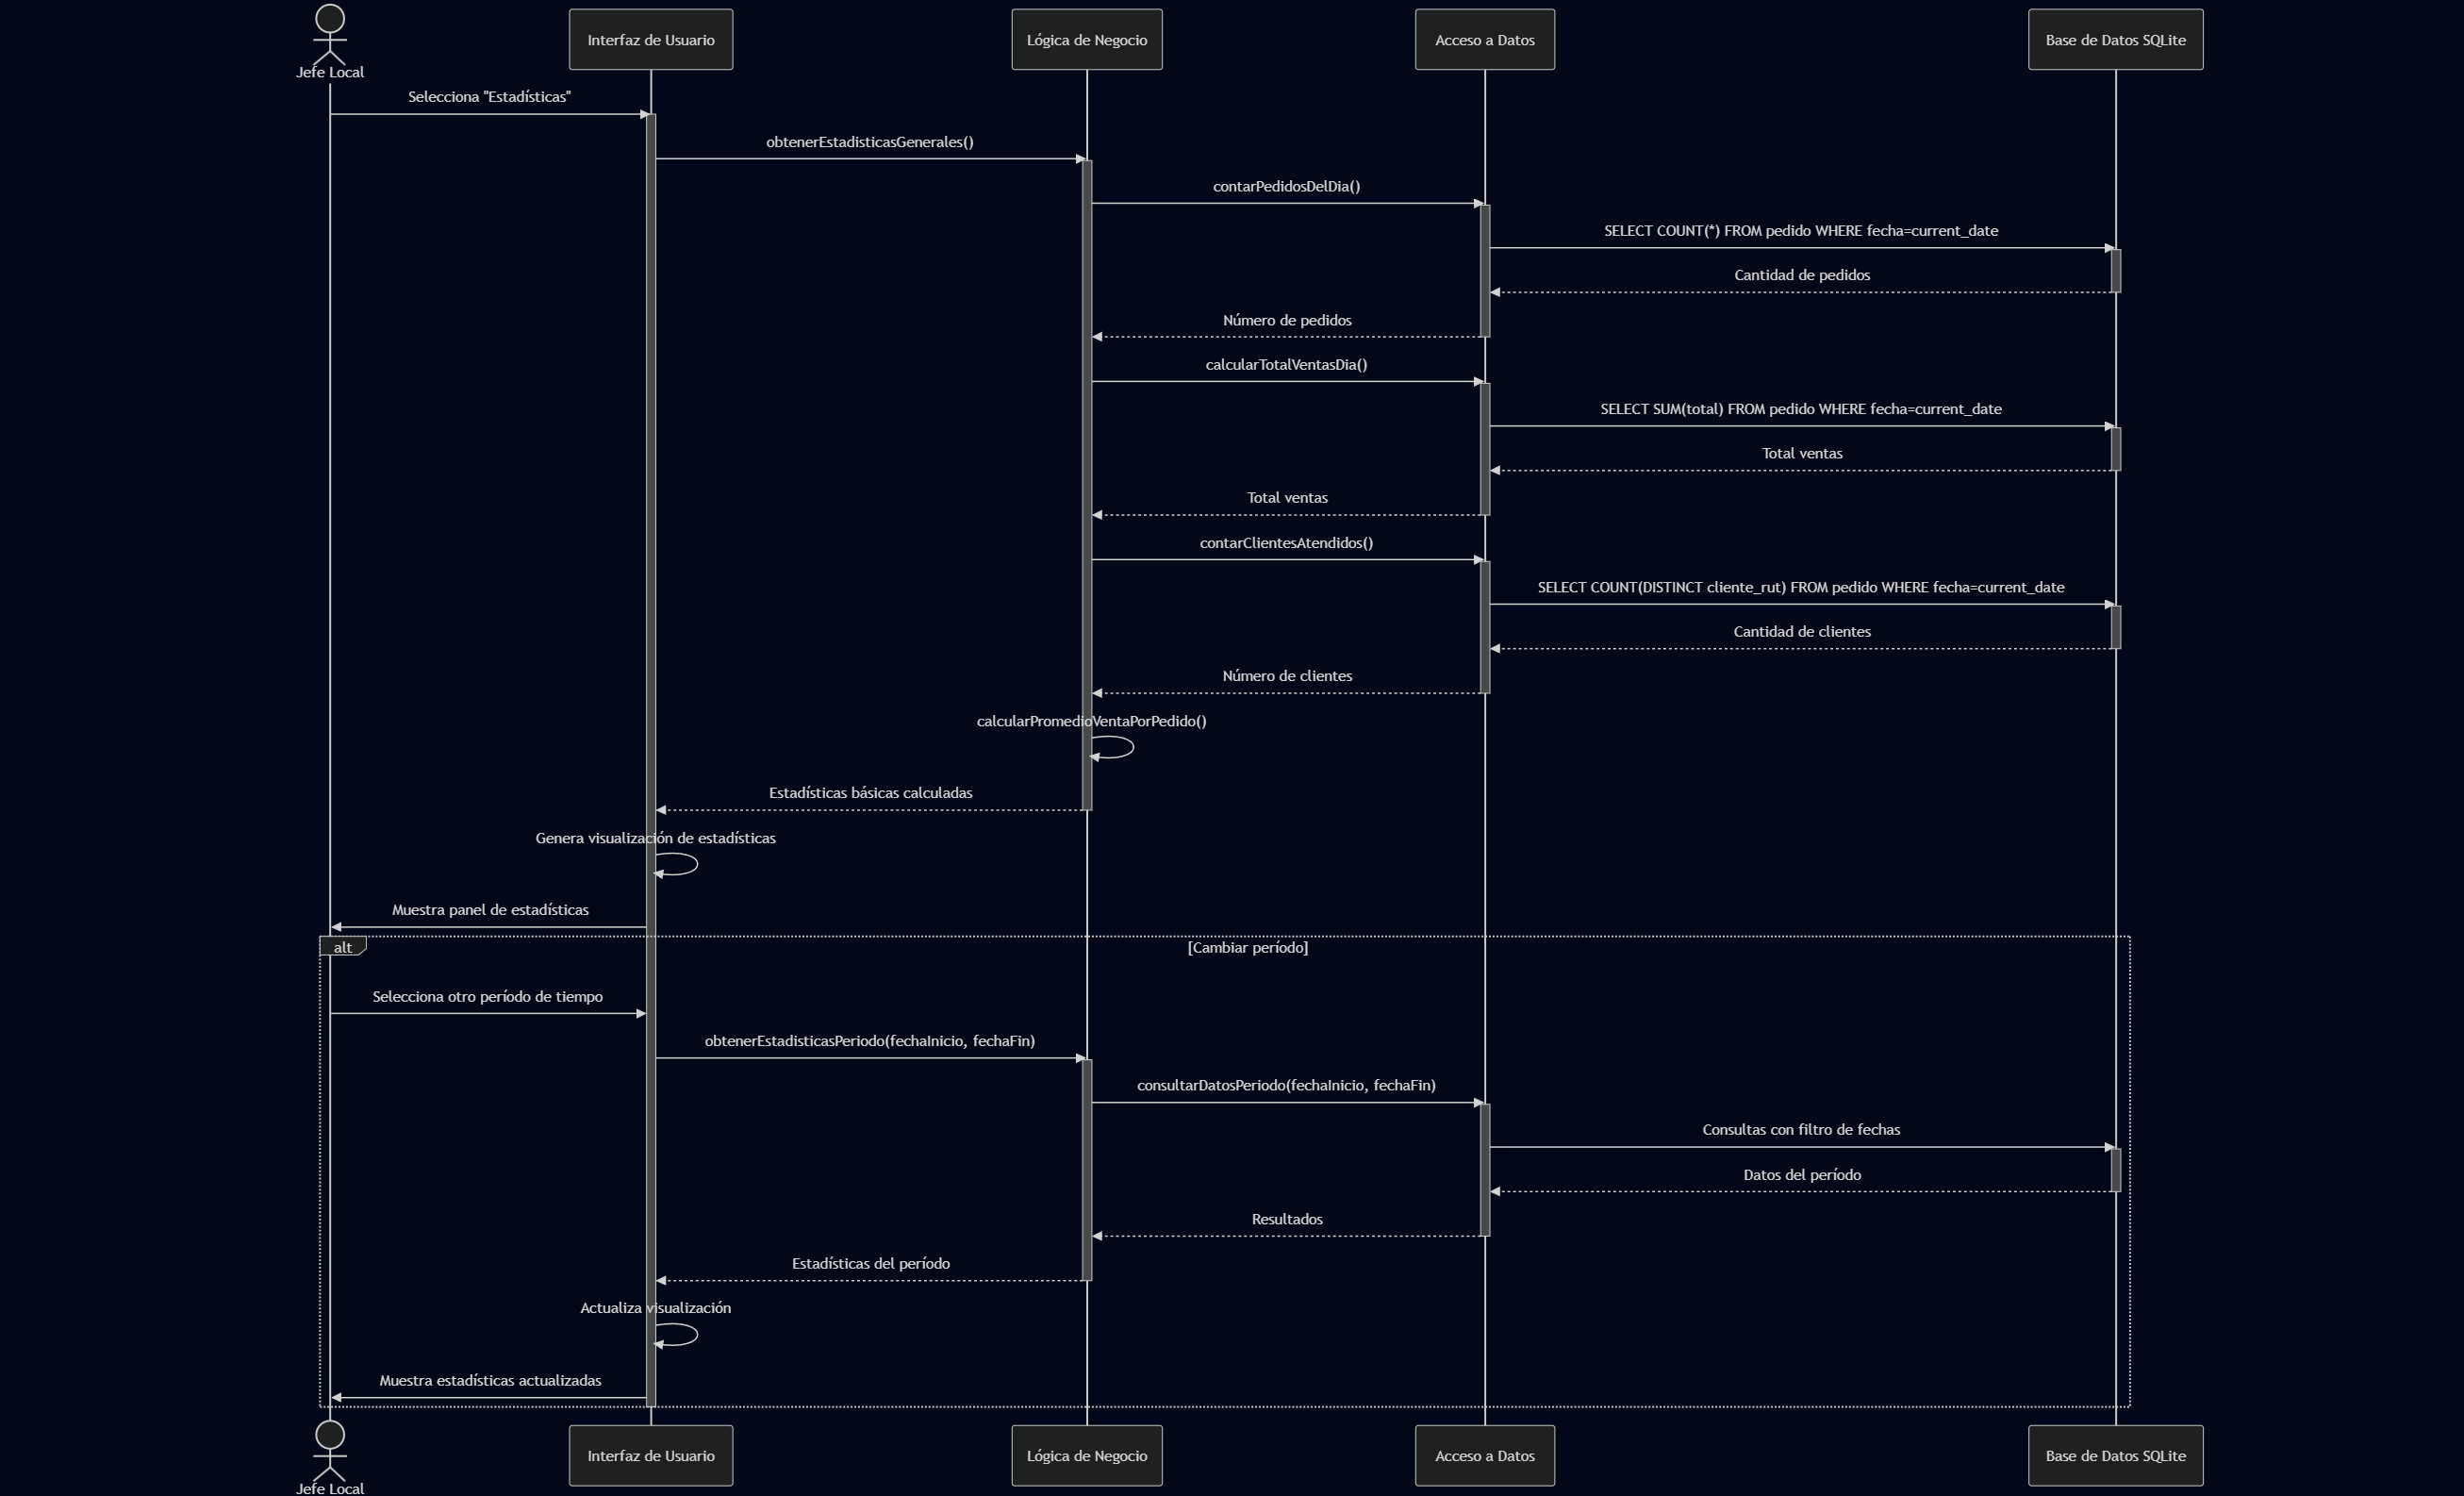 Jefe Local
Interfaz de Usuario
Lógica de Negocio
Acceso a Datos
Base de Datos SQLite
Selecciona "Estadísticas"
obtenerEstadisticasGenerales()
contarPedidosDelDia()
SELECT COUNT(*) FROM pedido WHERE fecha=current_date
Cantidad de pedidos
Número de pedidos
calcularTotalVentasDia()
SELECT SUM(total) FROM pedido WHERE fecha=current_date
Total ventas
Total ventas
contarClientesAtendidos()
SELECT COUNT(DISTINCT cliente_rut) FROM pedido WHERE fecha=current_date
Cantidad de clientes
Número de clientes
calcularPromedioVentaPorPedido()
Estadísticas básicas calculadas
Genera visualización de estadísticas
Muestra panel de estadísticas
alt
[Cambiar período]
Selecciona otro período de tiempo
obtenerEstadisticasPeriodo(fechaInicio, fechaFin)
consultarDatosPeriodo(fechaInicio, fechaFin)
Consultas con filtro de fechas
Datos del período
Resultados
Estadísticas del período
Actualiza visualización
Muestra estadísticas actualizadas
Jefe Local
Interfaz de Usuario
Lógica de Negocio
Acceso a Datos
Base de Datos SQLite